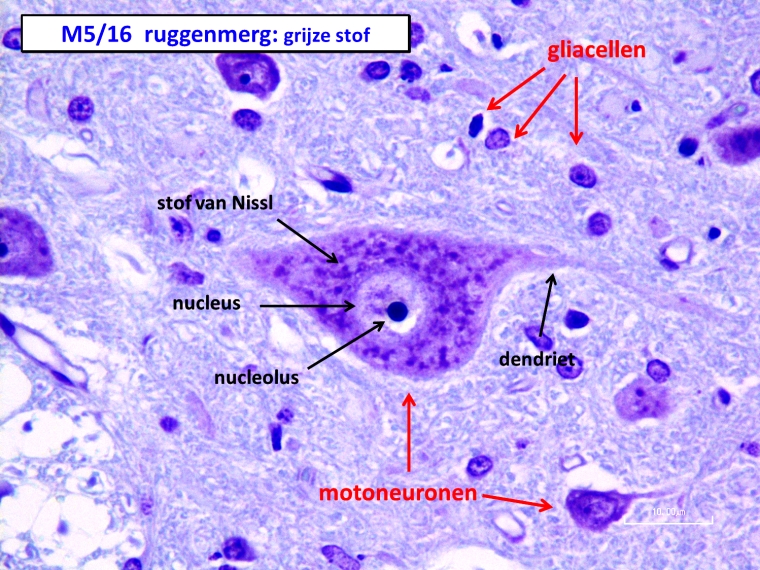 M5/16 ruggenmerg: grijze stof
gliacellen
stof van Nissl
nucleus
nucleolus
dendriet
motoneuronen